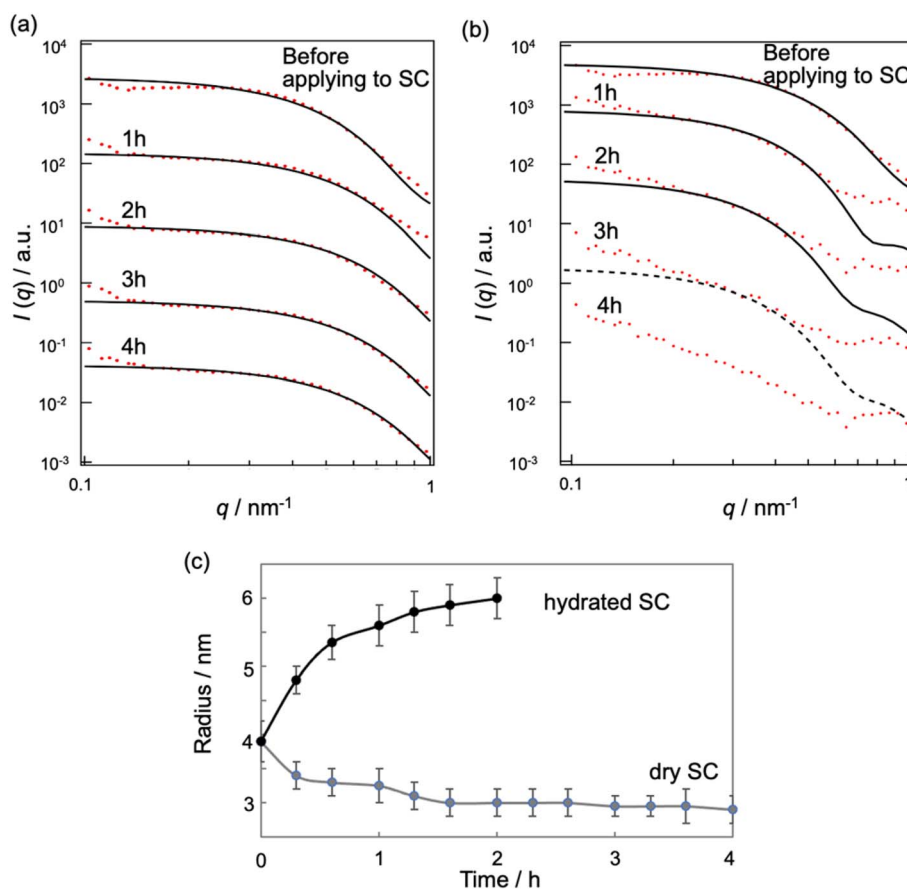 (a)
Before
applying to SC
1h
2h
3h
4h
I (q) / a.u.
10⁴
10³
10²
10¹
10⁰
10⁻¹
10⁻²
10⁻³
0.1
1
q / nm⁻¹
(b)
Before
applying to SC
1h
2h
3h
4h
I (q) / a.u.
10⁴
10³
10²
10¹
10⁰
10⁻¹
10⁻²
10⁻³
0.1
1
q / nm⁻¹
(c)
hydrated SC
dry SC
Radius / nm
6
5
4
3
0
1
2
3
4
Time / h